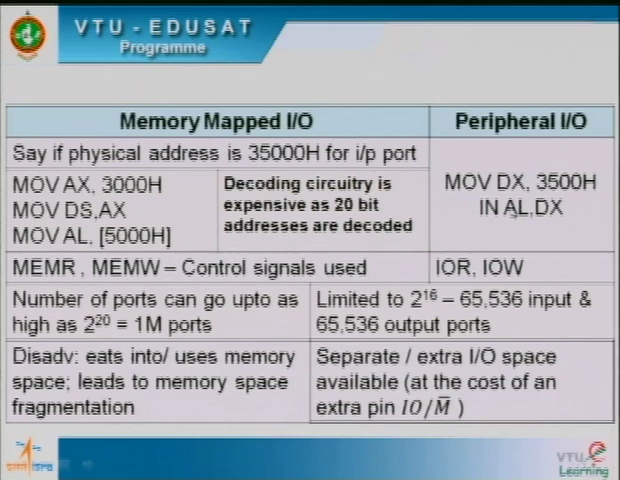 VTU - EDUSAT
Programme
Memory Mapped I/O
Peripheral I/O
Say if physical address is 35000H for i/p port
MOV AX, 3000H
MOV DS,AX
MOV AL, [5000H]
Decoding circuitry is
expensive as 20 bit
addresses are decoded
MOV DX, 3500H
IN AL,DX
MEMR , MEMW – Control signals used
IOR, IOW
Number of ports can go upto as
high as 2²⁰ = 1M ports
Limited to 2¹⁶ – 65,536 input &
65,536 output ports
Disadv: eats into/ uses memory
space; leads to memory space
fragmentation
Separate / extra I/O space
available (at the cost of an
extra pin IO/M̅ )
VTU
Learning